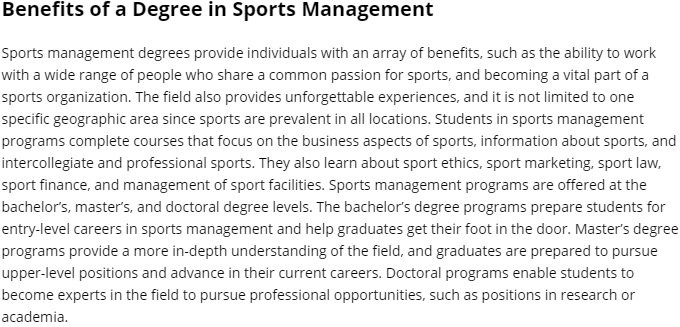 Benefits of a Degree in Sports Management
Sports management degrees provide individuals with an array of benefits, such as the ability to work
with a wide range of people who share a common passion for sports, and becoming a vital part of a
sports organization. The field also provides unforgettable experiences, and it is not limited to one
specific geographic area since sports are prevalent in all locations. Students in sports management
programs complete courses that focus on the business aspects of sports, information about sports, and
intercollegiate and professional sports. They also learn about sport ethics, sport marketing, sport law,
sport finance, and management of sport facilities. Sports management programs are offered at the
bachelor’s, master’s, and doctoral degree levels. The bachelor’s degree programs prepare students for
entry-level careers in sports management and help graduates get their foot in the door. Master’s degree
programs provide a more in-depth understanding of the field, and graduates are prepared to pursue
upper-level positions and advance in their current careers. Doctoral programs enable students to
become experts in the field to pursue professional opportunities, such as positions in research or
academia.